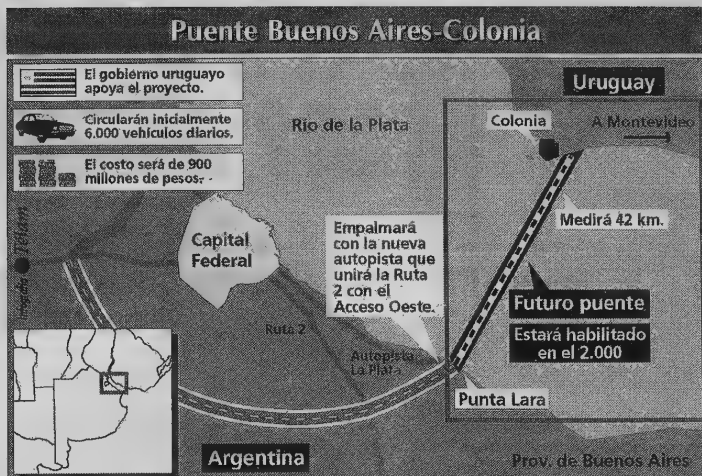 Puente Buenos Aires-Colonia
El gobierno uruguayo
apoya el proyecto.
Circularán inicialmente
6.000 vehículos diarios.
El costo será de 900
millones de pesos.
Río de la Plata
Uruguay
Colonia
A Montevideo
Medirá 42 km.
Capital
Federal
Empalmará
con la nueva
autopista que
unirá la Ruta
2 con el
Acceso Oeste.
Futuro puente
Estará habilitado
en el 2.000
Infografía Télam
Ruta 2
Autopista
La Plata
Punta Lara
Argentina
Prov. de Buenos Aires